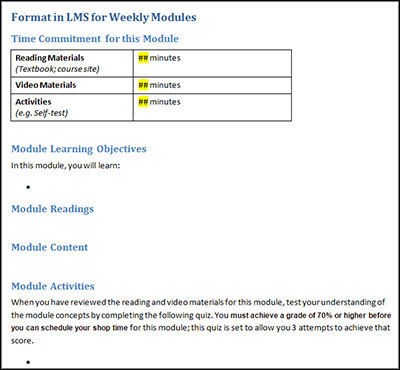 Format in LMS for Weekly Modules
Time Commitment for this Module
Reading Materials ## minutes
(Textbook; course site)
Video Materials ## minutes
Activities ## minutes
(e.g. Self-test)
Module Learning Objectives
In this module, you will learn:
•
Module Readings
Module Content
Module Activities
When you have reviewed the reading and video materials for this module, test your understanding of
the module concepts by completing the following quiz. You must achieve a grade of 70% or higher before
you can schedule your shop time for this module; this quiz is set to allow you 3 attempts to achieve that
score.
•